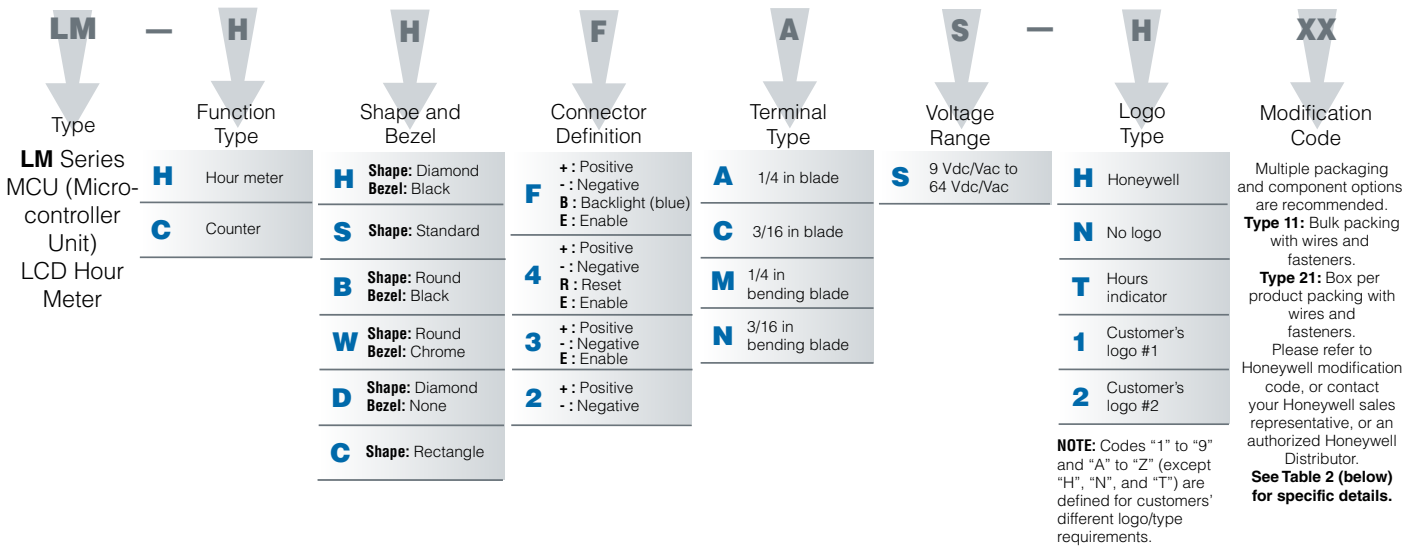 LM — H H F A S — H XX
Type
LM Series
MCU (Micro-
controller
Unit)
LCD Hour
Meter
Function
Type
H Hour meter
C Counter
Shape and
Bezel
H Shape: Diamond
Bezel: Black
S Shape: Standard
B Shape: Round
Bezel: Black
W Shape: Round
Bezel: Chrome
D Shape: Diamond
Bezel: None
C Shape: Rectangle
Connector
Definition
F
+ : Positive
- : Negative
B : Backlight (blue)
E : Enable
4
+ : Positive
- : Negative
R : Reset
E : Enable
3
+ : Positive
- : Negative
E : Enable
2
+ : Positive
- : Negative
Terminal
Type
A 1/4 in blade
C 3/16 in blade
M 1/4 in
bending blade
N 3/16 in
bending blade
Voltage
Range
S 9 Vdc/Vac to
64 Vdc/Vac
Logo
Type
H Honeywell
N No logo
T Hours
indicator
1 Customer's
logo #1
2 Customer's
logo #2
NOTE: Codes “1” to “9”
and “A” to “Z” (except
“H”, “N”, and “T”) are
defined for customers’
different logo/type
requirements.
Modification
Code
Multiple packaging
and component options
are recommended.
Type 11: Bulk packing
with wires and
fasteners.
Type 21: Box per
product packing with
wires and
fasteners.
Please refer to
Honeywell modification
code, or contact
your Honeywell sales
representative, or an
authorized Honeywell
Distributor.
See Table 2 (below)
for specific details.